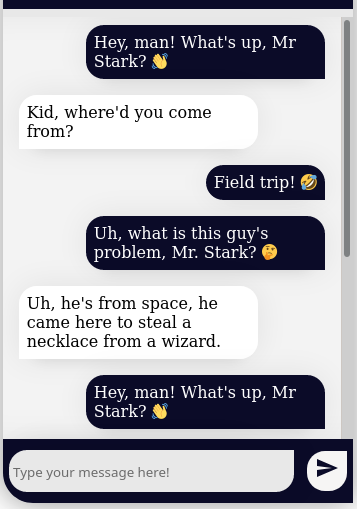 Hey, man! What's up, Mr
Stark? 👋
Kid, where'd you come
from?
Field trip! 🤣
Uh, what is this guy's
problem, Mr. Stark? 🤔
Uh, he's from space, he
came here to steal a
necklace from a wizard.
Hey, man! What's up, Mr
Stark? 👋
Type your message here!